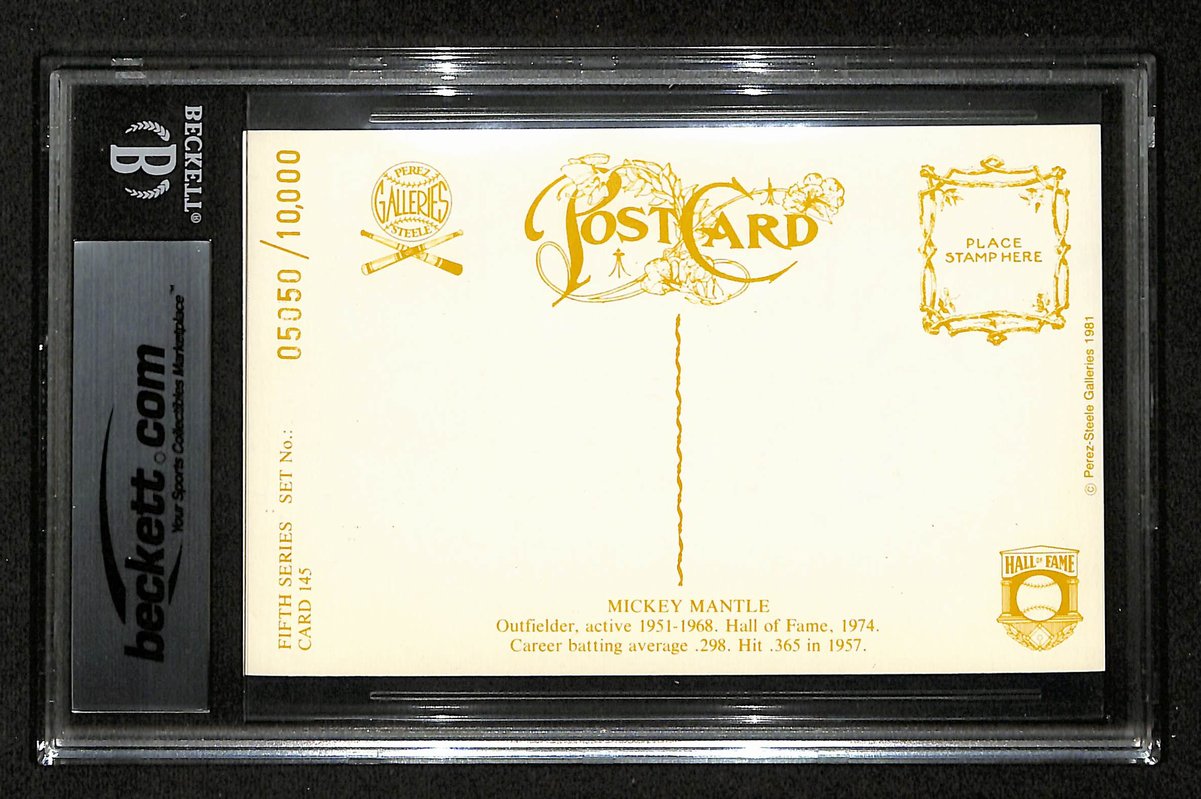 BECKETT ®
B
beckett.com
Your Sports Collectibles Marketplace™
FIFTH SERIES SET No.: 05050 / 10,000
CARD 145
PEREZ
GALLERIES
STEELE
POSTCARD
PLACE
STAMP HERE
© Perez-Steele Galleries 1981
HALL OF FAME
MICKEY MANTLE
Outfielder, active 1951-1968. Hall of Fame, 1974.
Career batting average .298. Hit .365 in 1957.